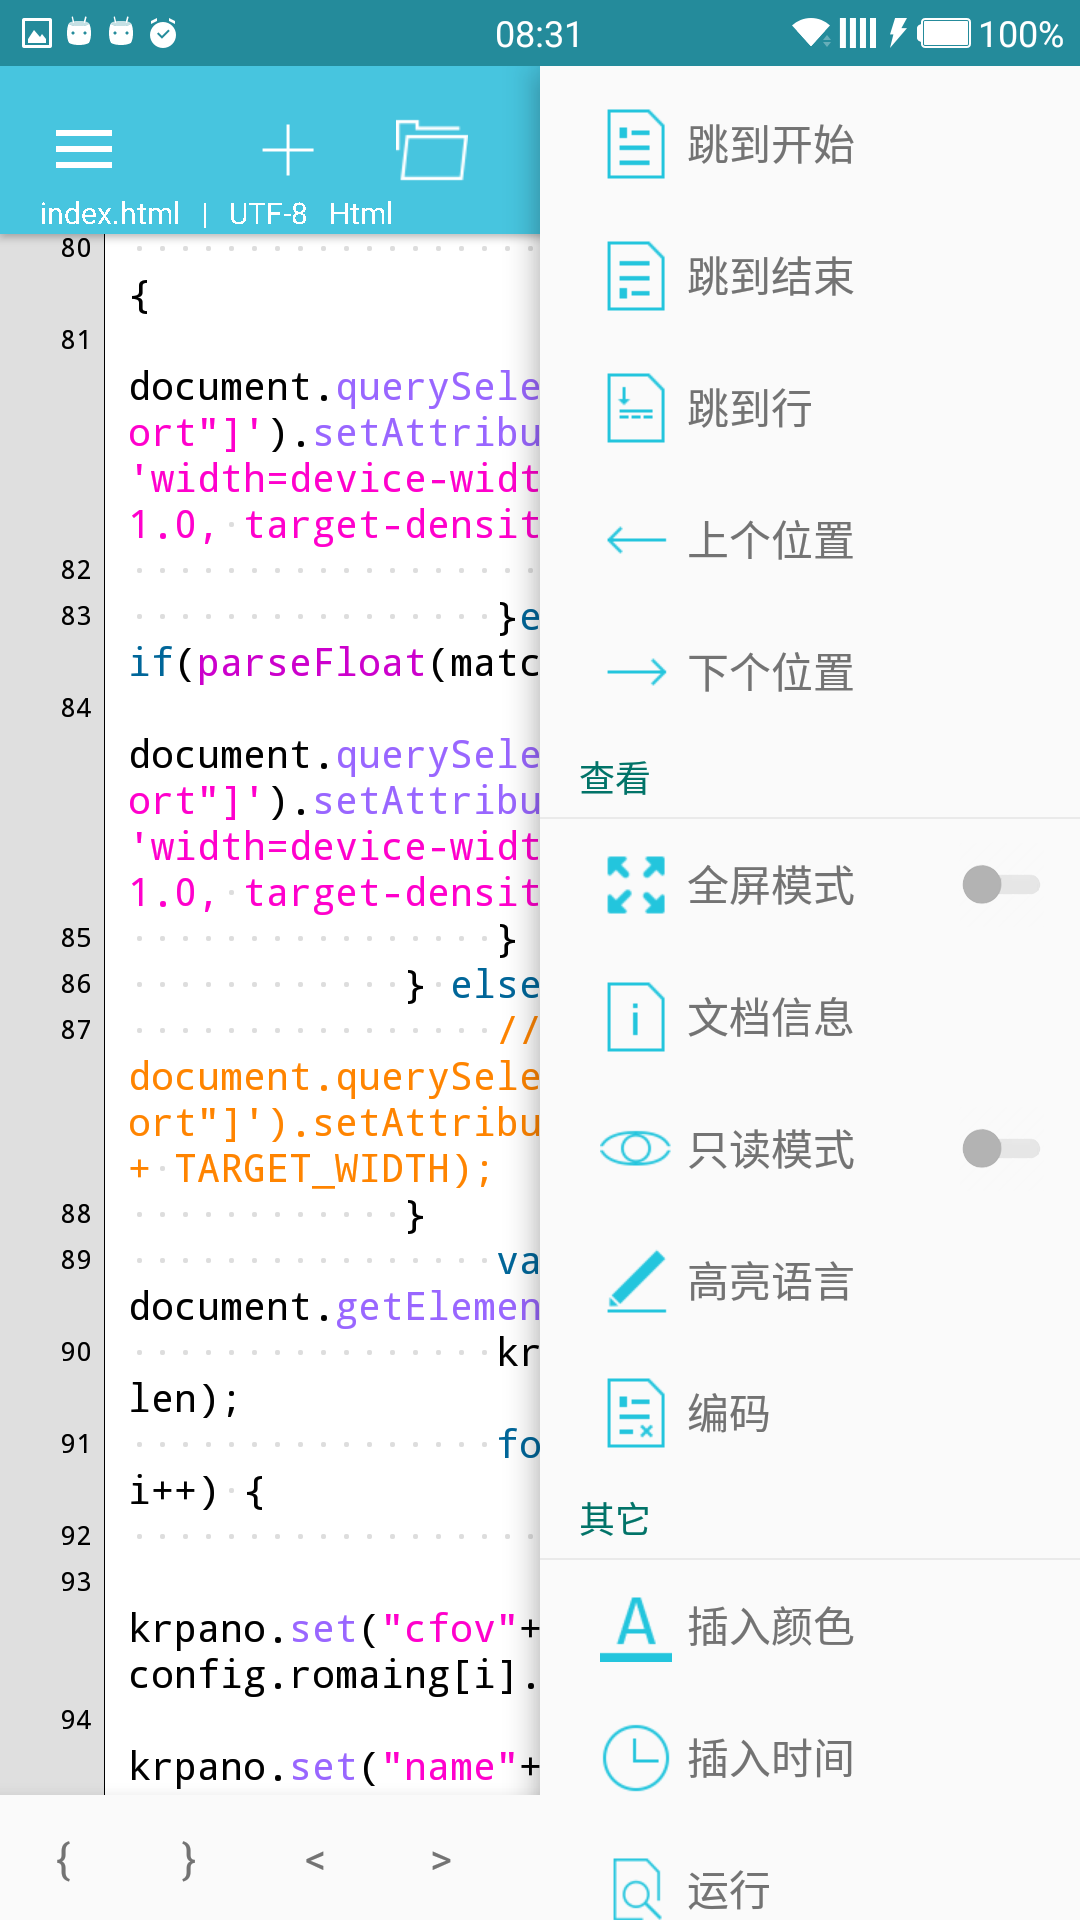 08:31
100%
index.html | UTF-8 Html
80
{
81
document.querySele
ort"]').setAttribu
'width=device-widt
1.0, target-densit
82
83 }e
if(parseFloat(matc
84
document.querySele
ort"]').setAttribu
'width=device-widt
1.0, target-densit
85 }
86 } else
87 //
document.querySele
ort"]').setAttribu
+ TARGET_WIDTH);
88 }
89 va
document.getElemen
90 kr
len);
91 fo
i++) {
92
93
krpano.set("cfov"+
config.romaing[i].
94
krpano.set("name"+
{ } < >
跳到开始
跳到结束
跳到行
上个位置
下个位置
查看
全屏模式
文档信息
只读模式
高亮语言
编码
其它
插入颜色
插入时间
运行